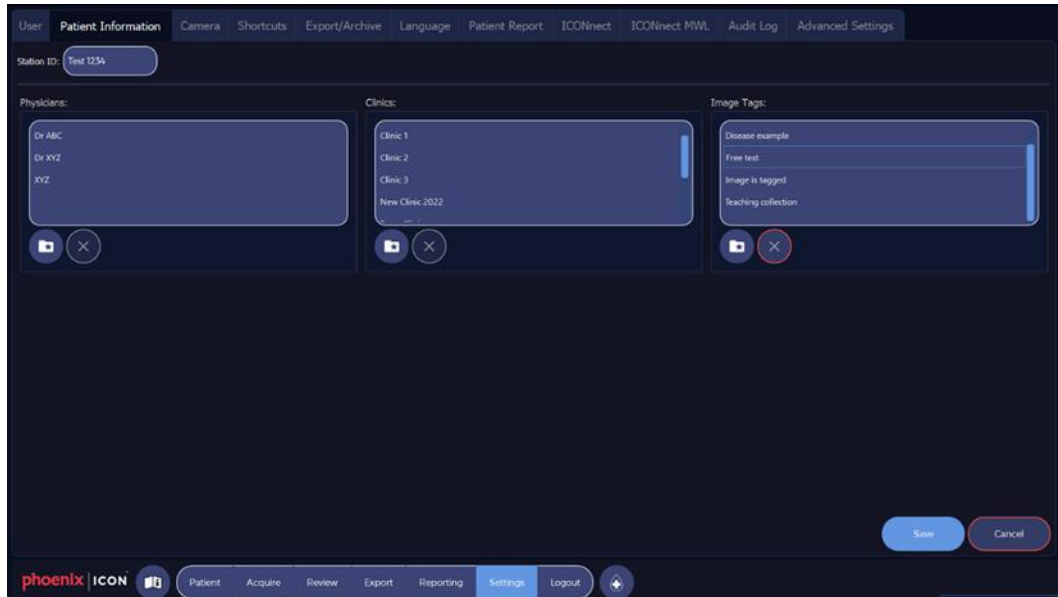 User Patient Information Camera Shortcuts Export/Archive Language Patient Report ICONnect ICONnect MWL Audit Log Advanced Settings
Station ID: Test 1234
Physicians:
Dr ABC
Dr XYZ
XYZ
Clinics:
Clinic 1
Clinic 2
Clinic 3
New Clinic 2022
Image Tags:
Disease example
Free text
Image is tagged
Teaching collection
Save Cancel
phoenix ICON Patient Acquire Review Export Reporting Settings Logout